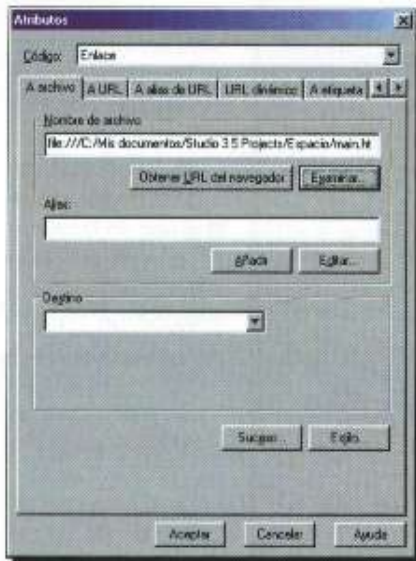 Atributos
Código: Enlace
A archivo A URL A alias de URL URL dinámico A etiqueta
Nombre de archivo
file:///C:/Mis documentos/Studio 3.5 Projects/Espacio/main.ht
Obtener URL del navegador Examinar...
Alias:
Añadir Editar...
Destino
Suceso... Estilo...
Aceptar Cancelar Ayuda